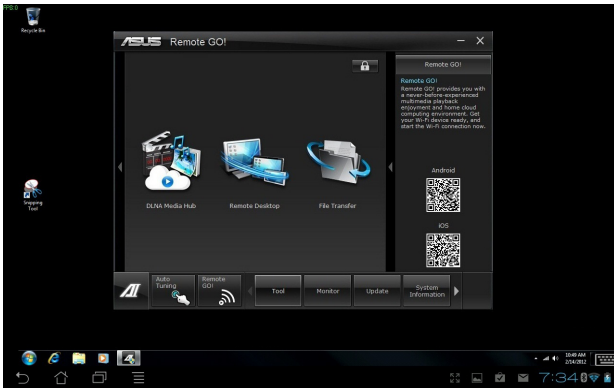 FPS: 0
Recycle Bin
ASUS Remote GO!
Remote GO!
Remote GO!
Remote GO! provides you with
a never-before-experienced
multimedia playback
enjoyment and home cloud
computing environment. Get
your Wi-Fi device ready, and
start the Wi-Fi connection now.
Snipping
Tool
DLNA Media Hub
Remote Desktop
File Transfer
Android
iOS
Auto
Tuning
Remote
GO!
Tool
Monitor
Update
System
Information
10:49 AM
2/14/2012
7:34